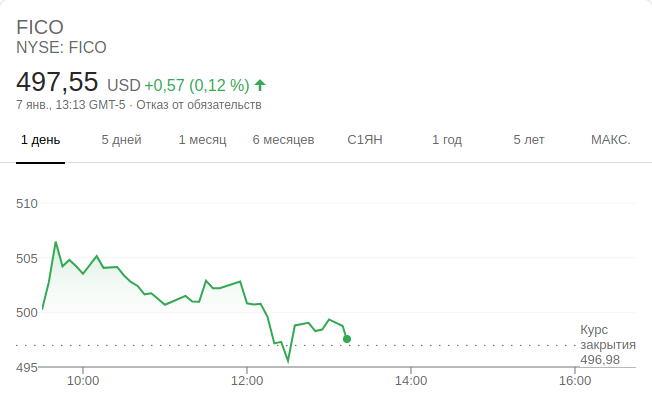 FICO
NYSE: FICO
497,55 USD +0,57 (0,12 %)
7 янв., 13:13 GMT-5 · Отказ от обязательств
1 день 5 дней 1 месяц 6 месяцев С1ЯН 1 год 5 лет МАКС.
510
505
500
495
Курс
закрытия
496,98
10:00 12:00 14:00 16:00